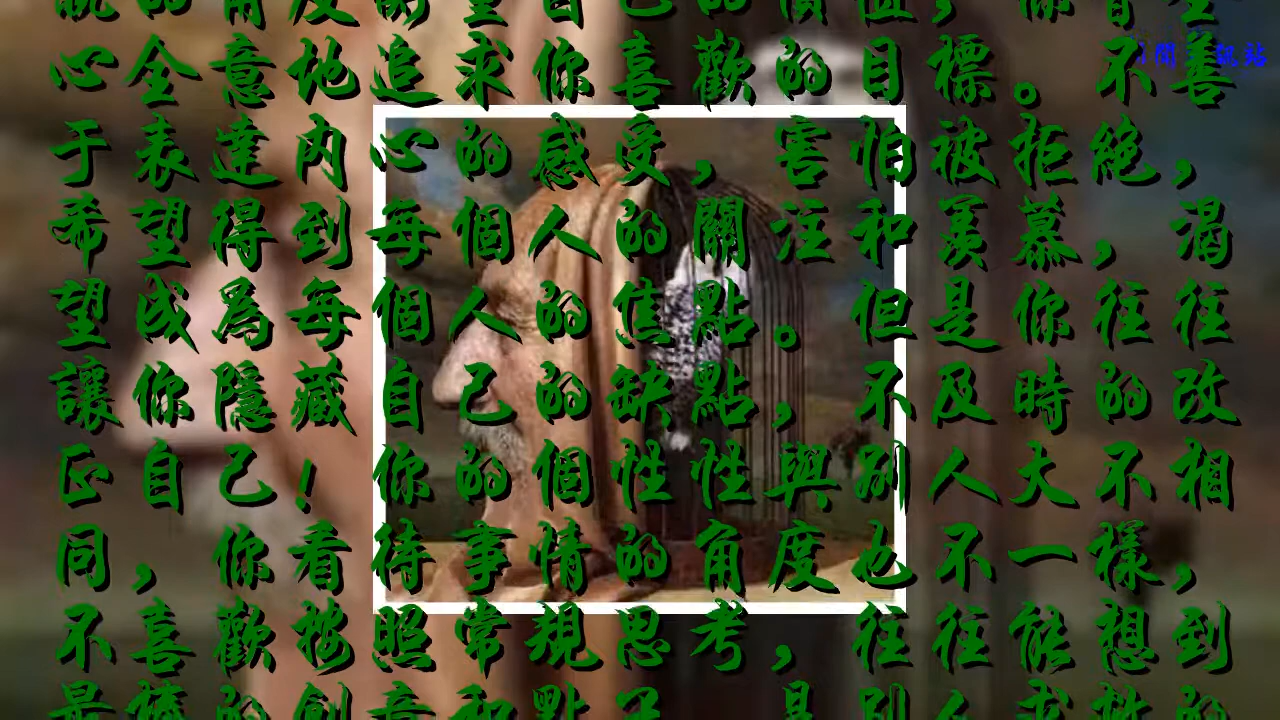 心全意地追求你喜歡的目標。不善
于表達内心的感受，害怕被拒絶，
希望得到每個人的關注和羨慕，渴
望成爲每個人的焦點。但是你往往
讓你隱藏自己的缺點，不及時的改
正自己！你的個性性與别人大不相
同，你看待事情的角度也不一樣，
不喜歡按照常規思考，往往能想到